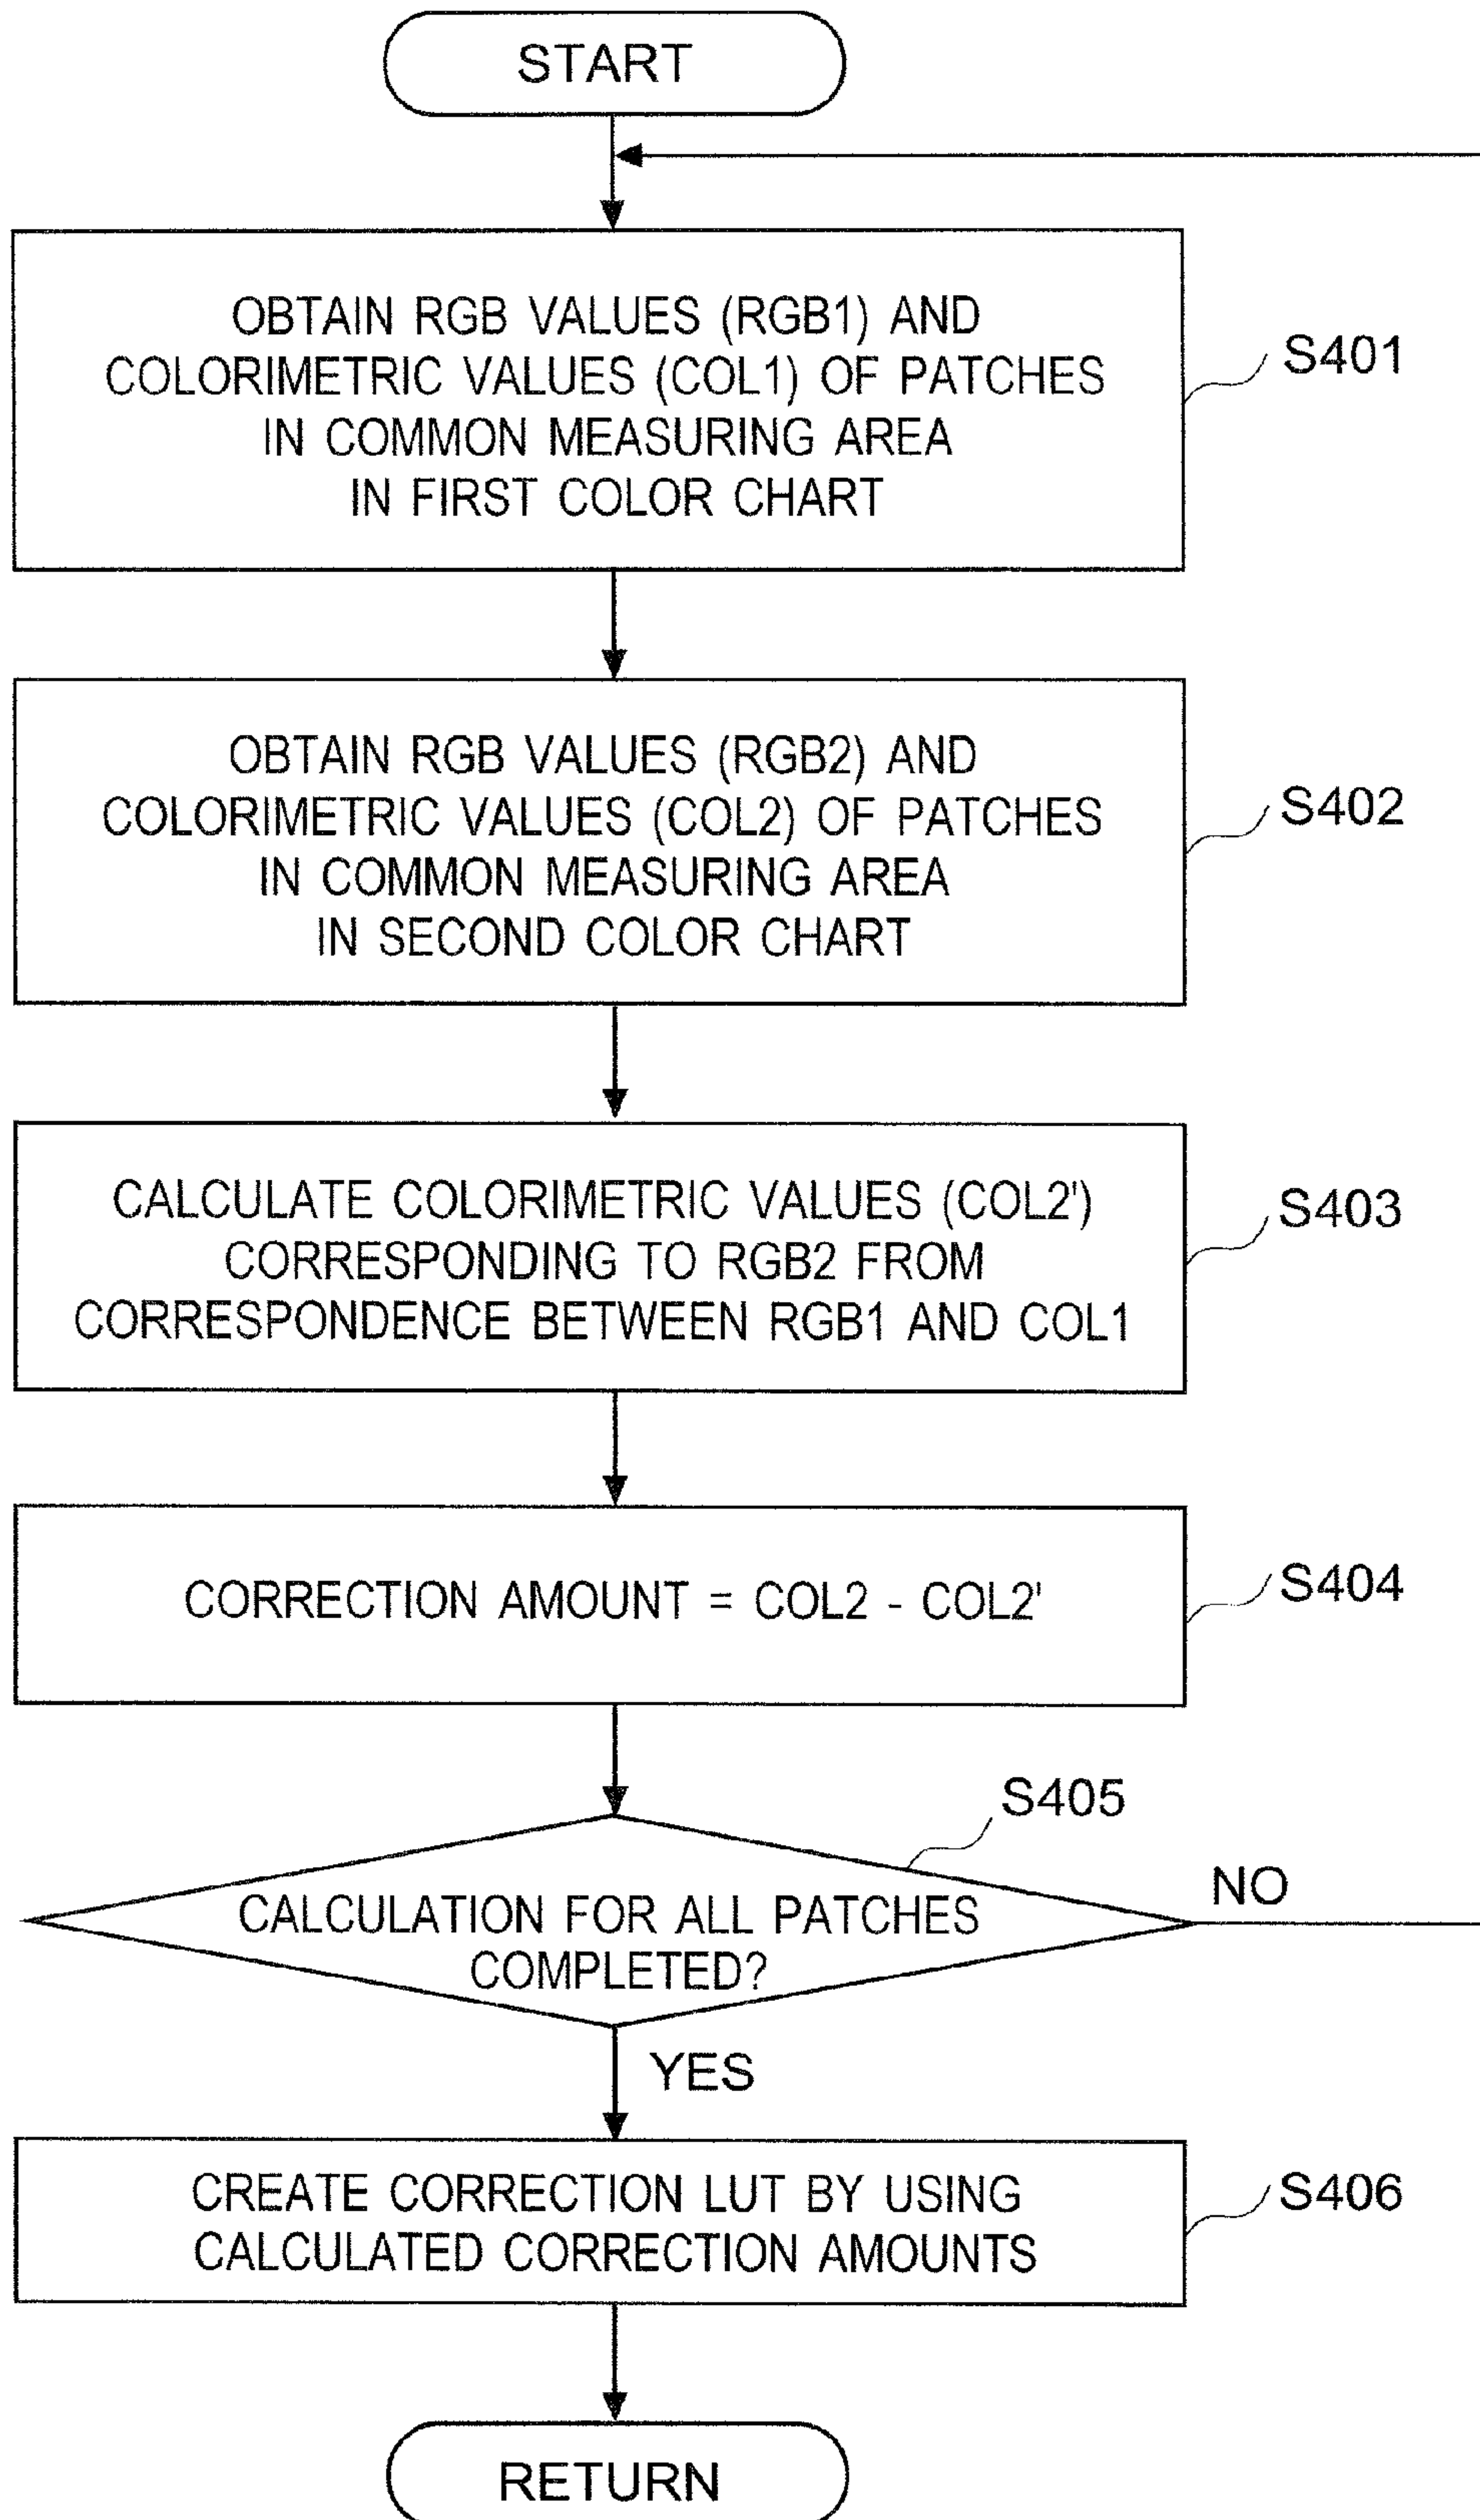 START
OBTAIN RGB VALUES (RGB1) AND
COLORIMETRIC VALUES (COL1) OF PATCHES
IN COMMON MEASURING AREA
IN FIRST COLOR CHART
S401
OBTAIN RGB VALUES (RGB2) AND
COLORIMETRIC VALUES (COL2) OF PATCHES
IN COMMON MEASURING AREA
IN SECOND COLOR CHART
S402
CALCULATE COLORIMETRIC VALUES (COL2')
CORRESPONDING TO RGB2 FROM
CORRESPONDENCE BETWEEN RGB1 AND COL1
S403
CORRECTION AMOUNT = COL2 - COL2'
S404
S405
CALCULATION FOR ALL PATCHES
COMPLETED?
NO
YES
CREATE CORRECTION LUT BY USING
CALCULATED CORRECTION AMOUNTS
S406
RETURN